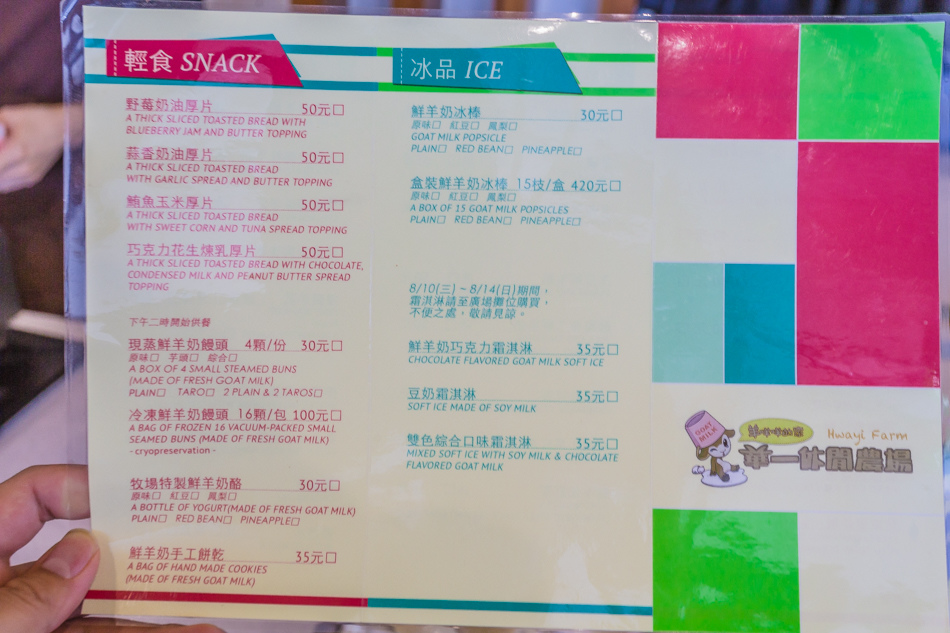 輕食 SNACK
野莓奶油厚片 50元☐
A THICK SLICED TOASTED BREAD WITH
BLUEBERRY JAM AND BUTTER TOPPING
蒜香奶油厚片 50元☐
A THICK SLICED TOASTED BREAD
WITH GARLIC SPREAD AND BUTTER TOPPING
鮪魚玉米厚片 50元☐
A THICK SLICED TOASTED BREAD
WITH SWEET CORN AND TUNA SPREAD TOPPING
巧克力花生煉乳厚片 50元☐
A THICK SLICED TOASTED BREAD WITH CHOCOLATE,
CONDENSED MILK AND PEANUT BUTTER SPREAD
TOPPING
下午二時開始供餐
現蒸鮮羊奶饅頭 4顆/份 30元☐
原味☐ 芋頭☐ 綜合☐
A BOX OF 4 SMALL STEAMED BUNS
(MADE OF FRESH GOAT MILK)
PLAIN☐ TARO☐ 2 PLAIN & 2 TAROS☐
冷凍鮮羊奶饅頭 16顆/包 100元☐
A BAG OF FROZEN 16 VACUUM-PACKED SMALL
SEAMED BUNS (MADE OF FRESH GOAT MILK)
- cryopreservation -
牧場特製鮮羊奶酪 30元☐
原味☐ 紅豆☐ 鳳梨☐
A BOTTLE OF YOGURT(MADE OF FRESH GOAT MILK)
PLAIN☐ RED BEAN☐ PINEAPPLE☐
鮮羊奶手工餅乾 35元☐
A BAG OF HAND MADE COOKIES
(MADE OF FRESH GOAT MILK)
冰品 ICE
鮮羊奶冰棒 30元☐
原味☐ 紅豆☐ 鳳梨☐
GOAT MILK POPSICLE
PLAIN☐ RED BEAN☐ PINEAPPLE☐
盒裝鮮羊奶冰棒 15枝/盒 420元☐
原味☐ 紅豆☐ 鳳梨☐
A BOX OF 15 GOAT MILK POPSICLES
PLAIN☐ RED BEAN☐ PINEAPPLE☐
8/10(三) ~ 8/14(日)期間，
霜淇淋請至廣場攤位購買，
不便之處，敬請見諒。
鮮羊奶巧克力霜淇淋 35元☐
CHOCOLATE FLAVORED GOAT MILK SOFT ICE
豆奶霜淇淋 35元☐
SOFT ICE MADE OF SOY MILK
雙色綜合口味霜淇淋 35元☐
MIXED SOFT ICE WITH SOY MILK & CHOCOLATE
FLAVORED GOAT MILK
GOAT
MILK
Hwayi Farm
華一休閒農場